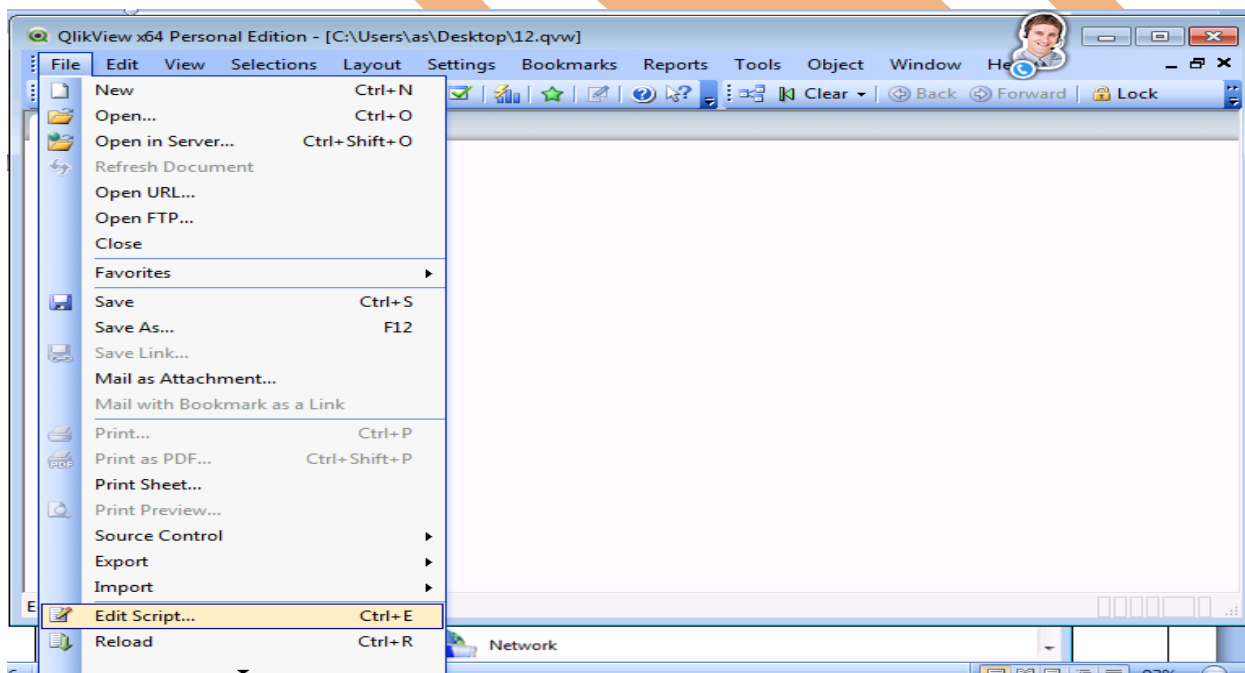 QlikView x64 Personal Edition - [C:\Users\as\Desktop\12.qvw]
File Edit View Selections Layout Settings Bookmarks Reports Tools Object Window
Clear Back Forward Lock
New Ctrl+N
Open... Ctrl+O
Open in Server... Ctrl+Shift+O
Refresh Document
Open URL...
Open FTP...
Close
Favorites
Save Ctrl+S
Save As... F12
Save Link...
Mail as Attachment...
Mail with Bookmark as a Link
Print... Ctrl+P
PDF Print as PDF... Ctrl+Shift+P
Print Sheet...
Print Preview...
Source Control
Export
Import
Edit Script... Ctrl+E
Reload Ctrl+R
Network